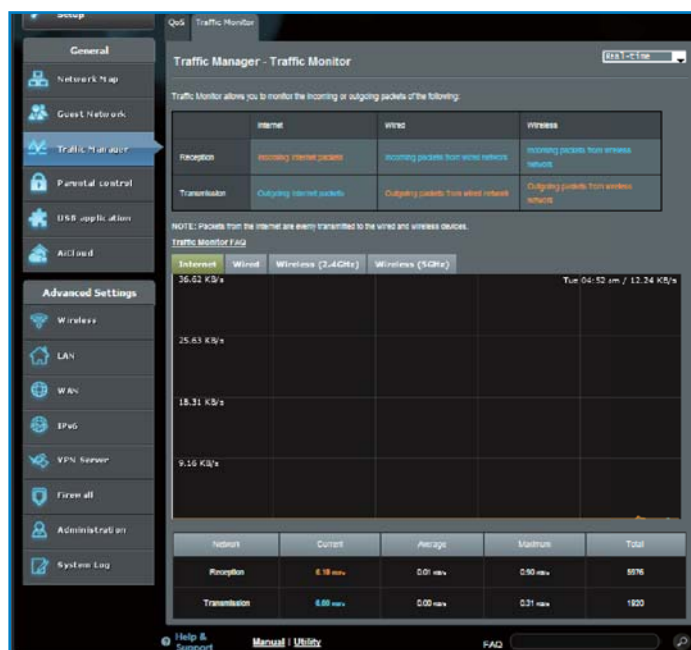 Setup
QoS Traffic Monitor
General
Network Map
Guest Network
Traffic Manager
Parental control
USB application
AiCloud
Advanced Settings
Wireless
LAN
WAN
IPv6
VPN Server
Firewall
Administration
System Log
Traffic Manager - Traffic Monitor
Real-time
Traffic Monitor allows you to monitor the incoming or outgoing packets of the following:
Internet Wired Wireless
Reception Incoming Internet packets Incoming packets from wired network Incoming packets from wireless network
Transmission Outgoing Internet packets Outgoing packets from wired network Outgoing packets from wireless network
NOTE: Packets from the Internet are evenly transmitted to the wired and wireless devices.
Traffic Monitor FAQ
Internet Wired Wireless (2.4GHz) Wireless (5GHz)
36.62 KB/s Tue 04:52 am / 12.24 KB/s
25.63 KB/s
18.31 KB/s
9.16 KB/s
Network Current Average Maximum Total
Reception 0.01 0.90
Transmission 0.00 0.00 0.31 1920
Help & Support Manual | Utility FAQ